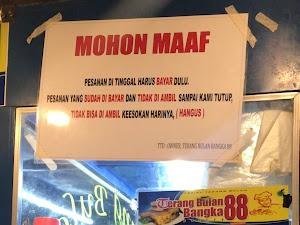 MOHON MAAF
PESANAN DI TINGGAL HARUS BAYAR DULU.
PESANAN YANG SUDAH DI BAYAR DAN TIDAK DI AMBIL SAMPAI KAMI TUTUP,
TIDAK BISA DI AMBIL KEESOKAN HARINYA, ( HANGUS )
TTD : OWNER, TERANG BULAN BANGKA 88
Terang Bulan
Bangka 88